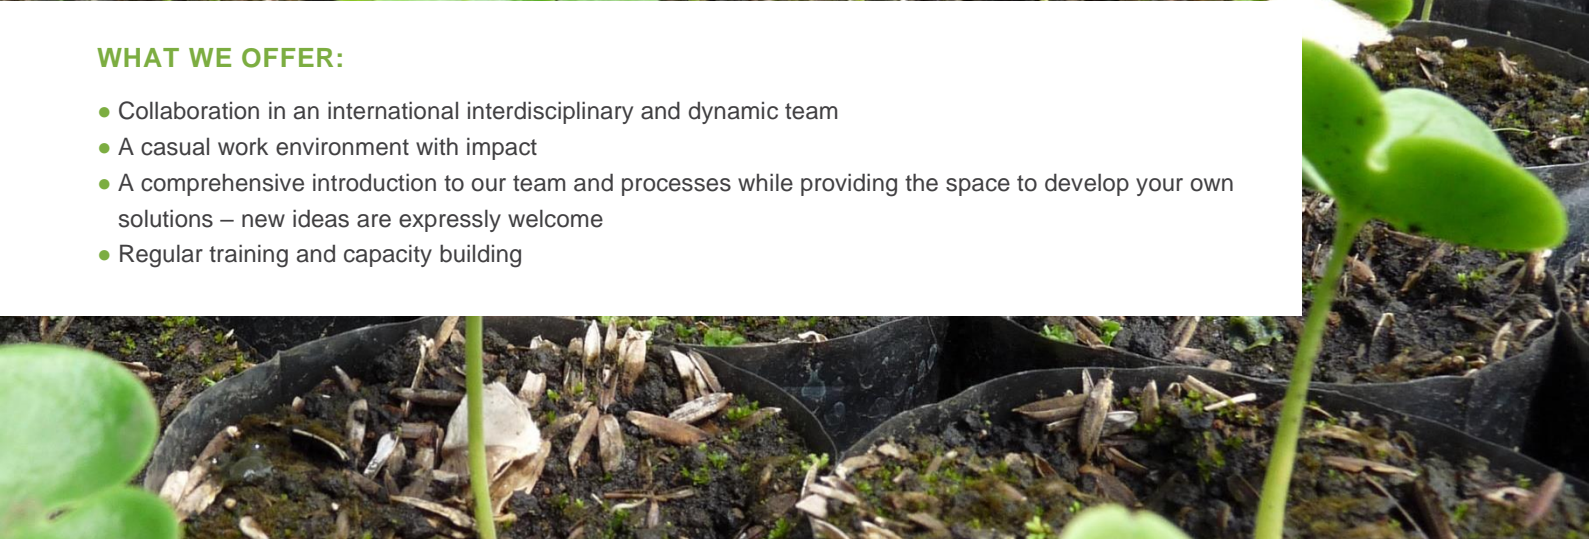 WHAT WE OFFER:
● Collaboration in an international interdisciplinary and dynamic team
● A casual work environment with impact
● A comprehensive introduction to our team and processes while providing the space to develop your own
solutions – new ideas are expressly welcome
● Regular training and capacity building